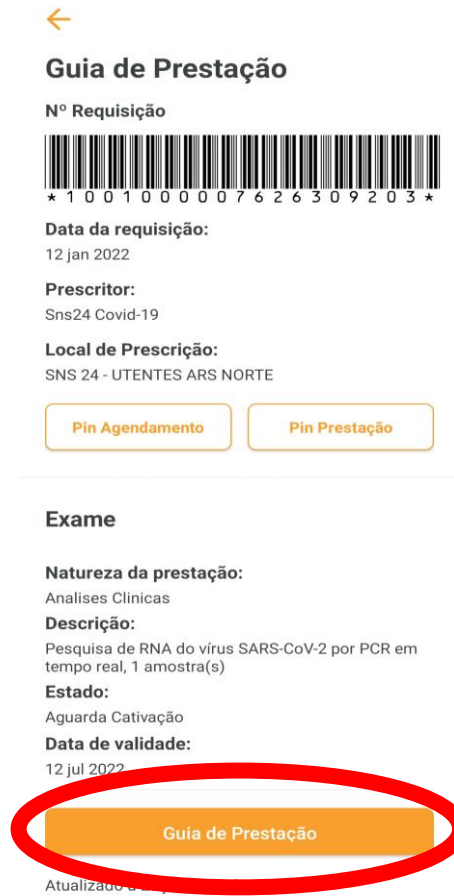 Guia de Prestação
Nº Requisição
*1001000007626309203*
Data da requisição:
12 jan 2022
Prescritor:
Sns24 Covid-19
Local de Prescrição:
SNS 24 - UTENTES ARS NORTE
Pin Agendamento
Pin Prestação
Exame
Natureza da prestação:
Analises Clinicas
Descrição:
Pesquisa de RNA do vírus SARS-CoV-2 por PCR em
tempo real, 1 amostra(s)
Estado:
Aguarda Cativação
Data de validade:
12 jul 2022
Guia de Prestação
Atualizado